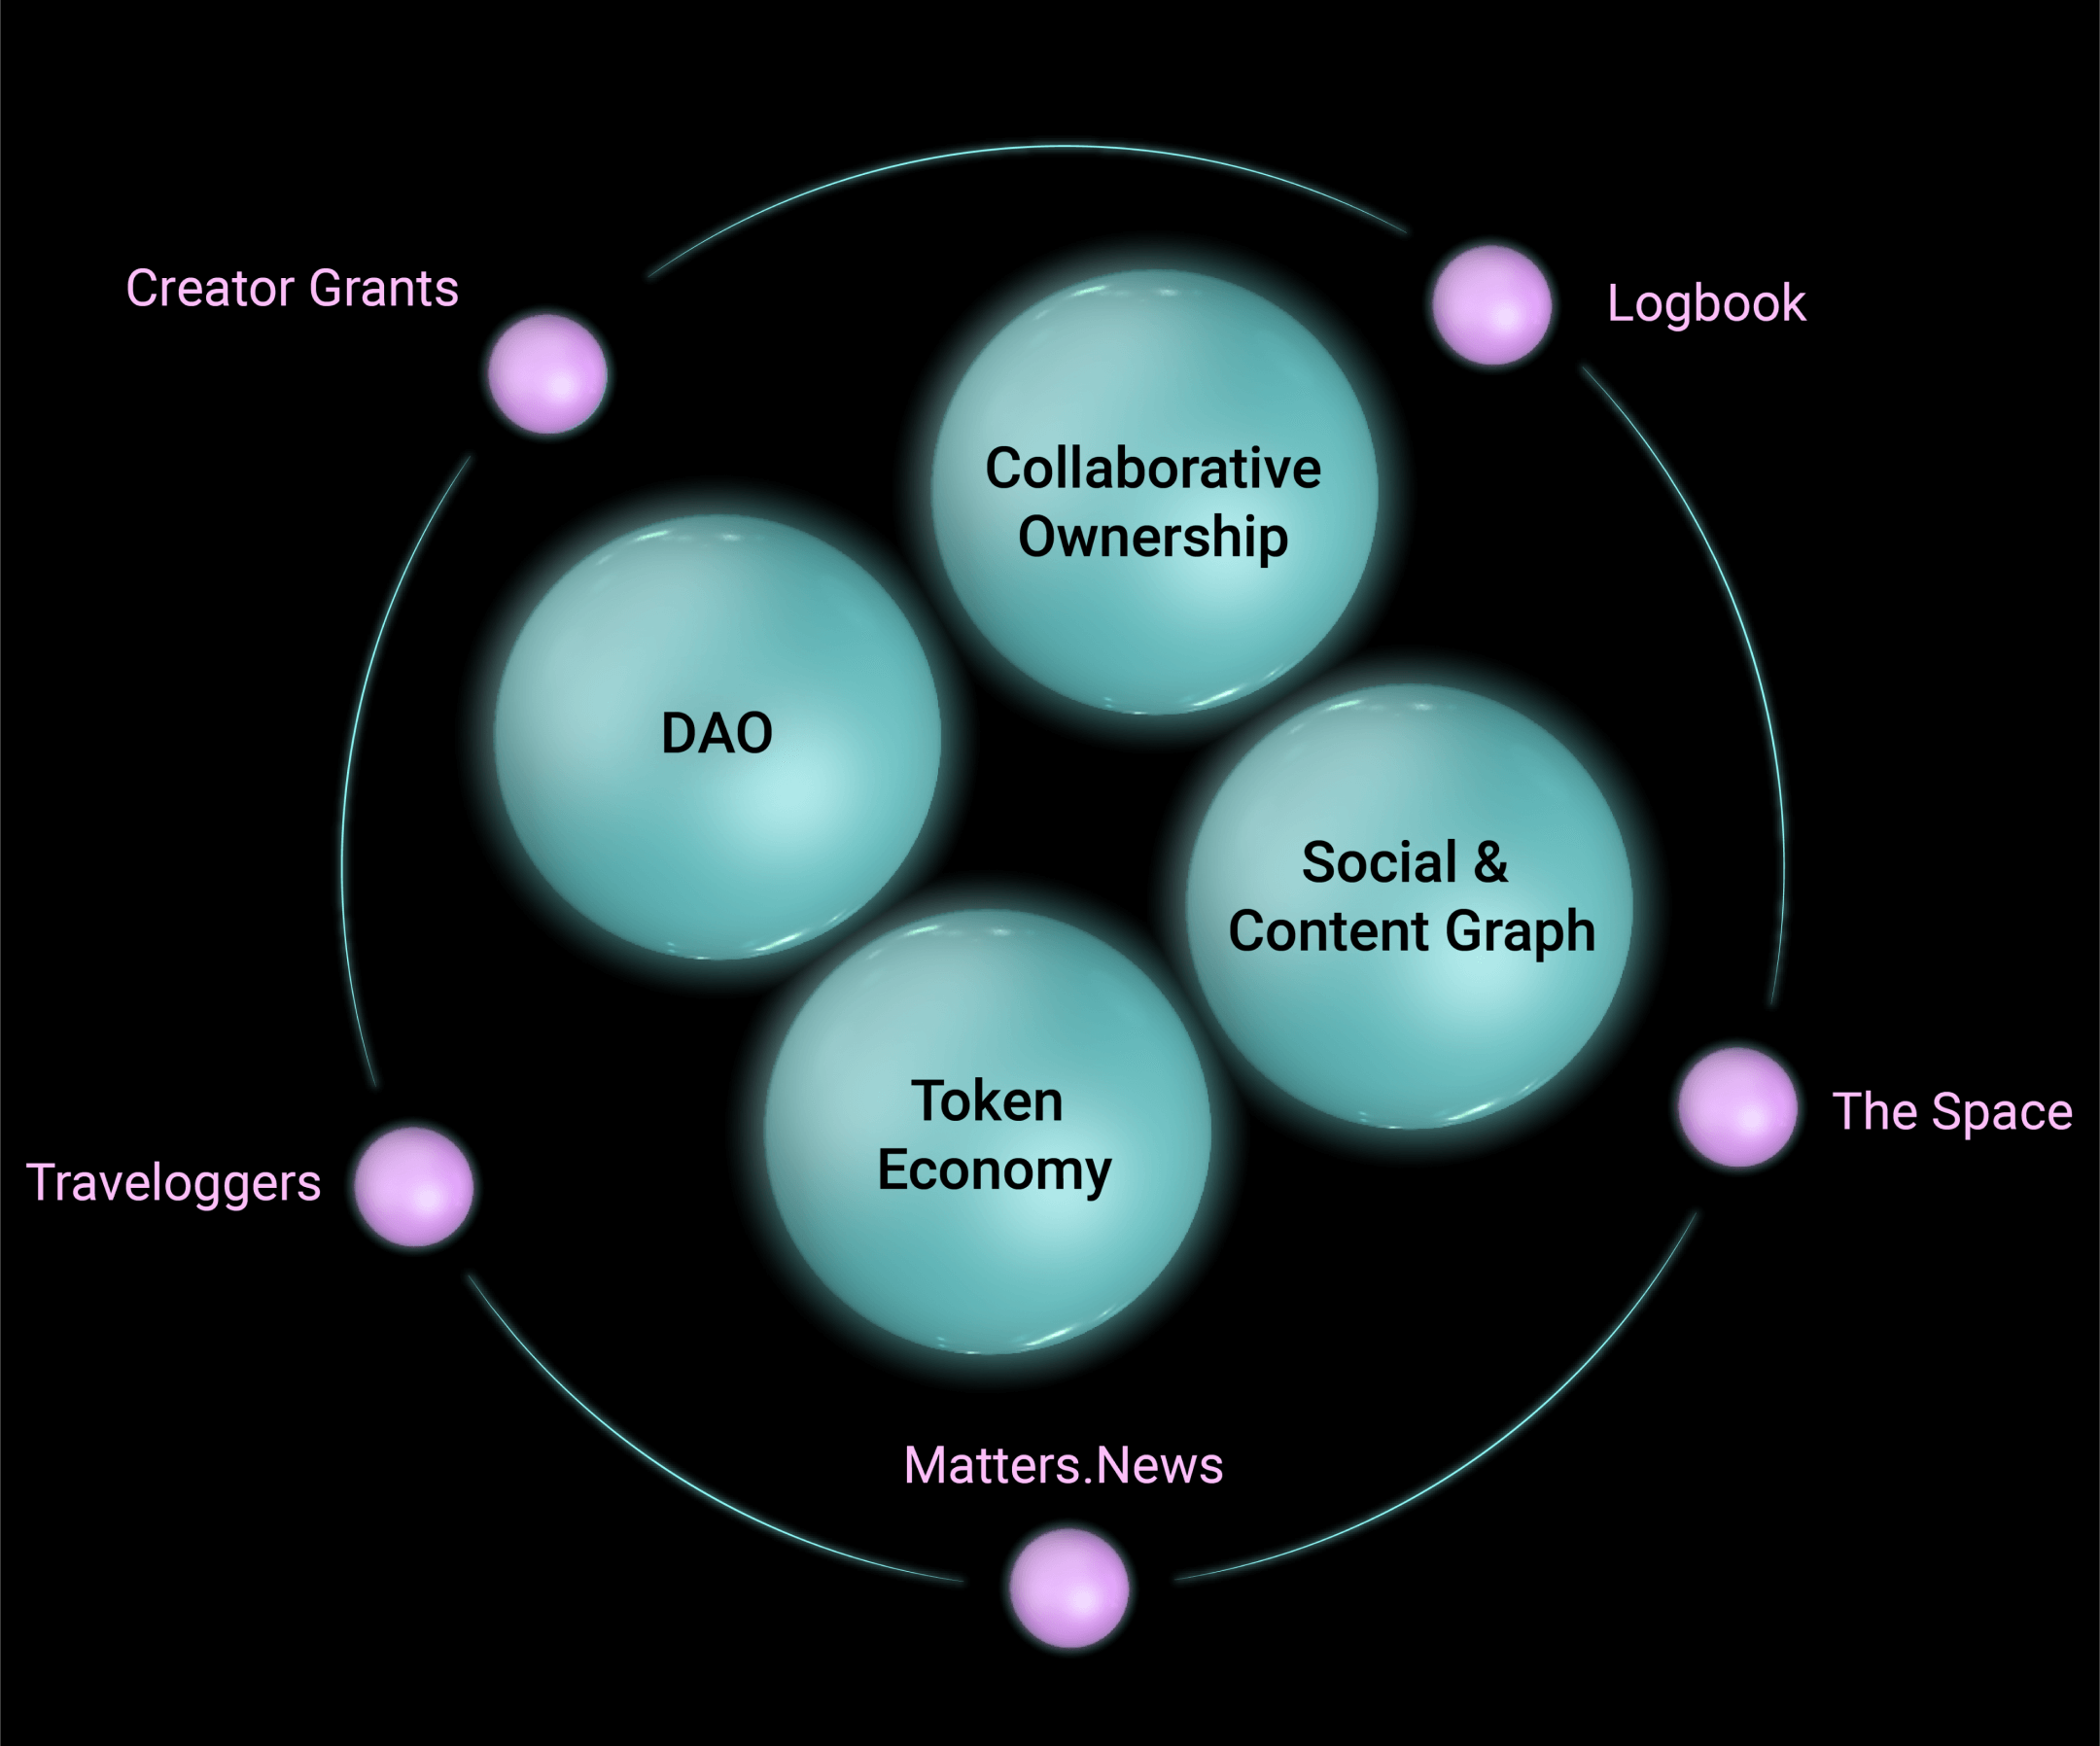 Creator Grants
Logbook
Collaborative
Ownership
DAO
Social &
Content Graph
Token
Economy
The Space
Traveloggers
Matters.News